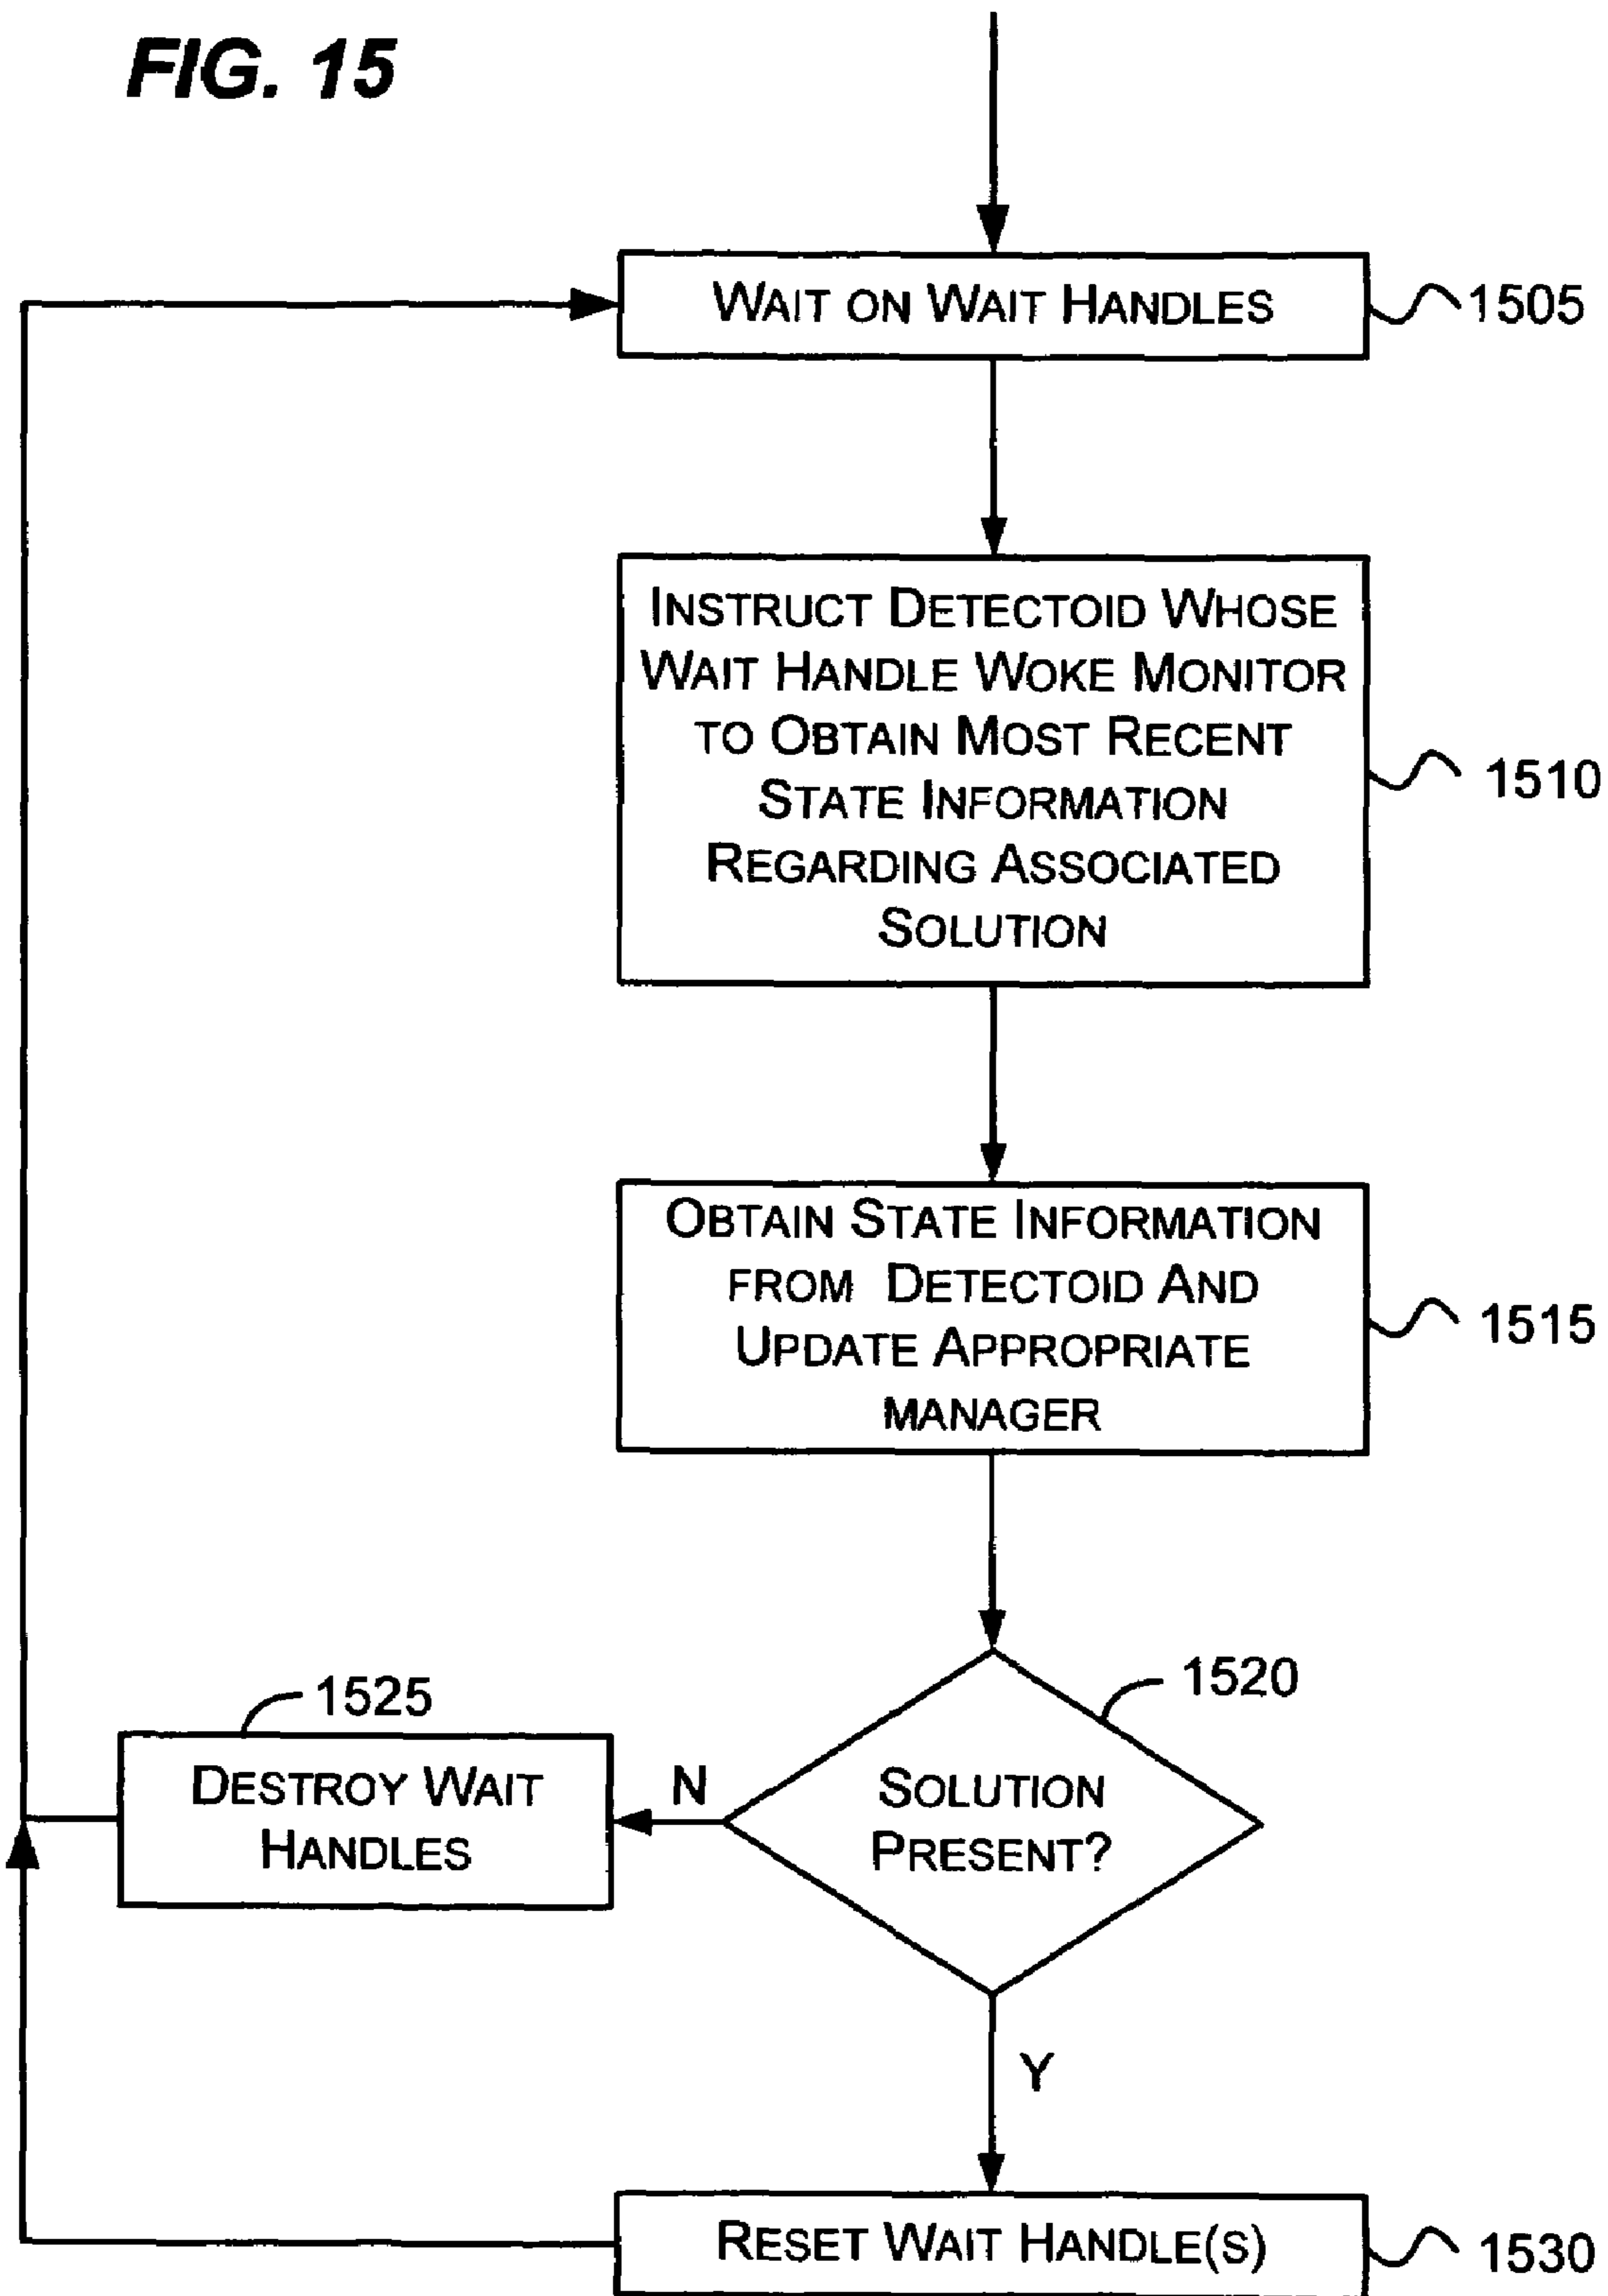 FIG. 15
WAIT ON WAIT HANDLES
1505
INSTRUCT DETECTOID WHOSE
WAIT HANDLE WOKE MONITOR
TO OBTAIN MOST RECENT
STATE INFORMATION
REGARDING ASSOCIATED
SOLUTION
1510
OBTAIN STATE INFORMATION
FROM DETECTOID AND
UPDATE APPROPRIATE
MANAGER
1515
1520
SOLUTION
PRESENT?
N
1525
DESTROY WAIT
HANDLES
Y
RESET WAIT HANDLE(S)
1530